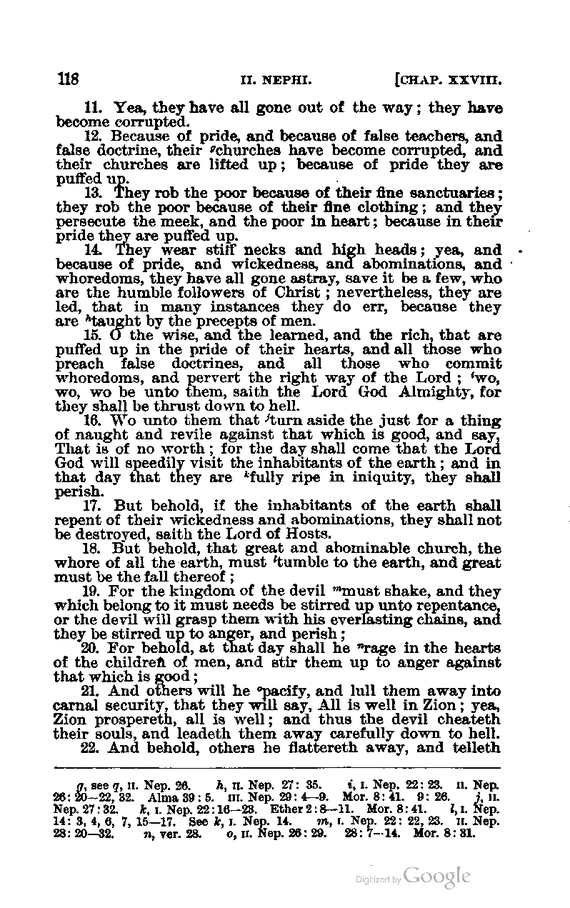 118 II. NEPHI. [CHAP. XXVIII.
11. Yea, they have all gone out of the way; they have
become corrupted.
12. Because of pride, and because of false teachers, and
false doctrine, their ᵍchurches have become corrupted, and
their churches are lifted up; because of pride they are
puffed up.
13. They rob the poor because of their fine sanctuaries;
they rob the poor because of their fine clothing; and they
persecute the meek, and the poor in heart; because in their
pride they are puffed up.
14. They wear stiff necks and high heads; yea, and
because of pride, and wickedness, and abominations, and
whoredoms, they have all gone astray, save it be a few, who
are the humble followers of Christ; nevertheless, they are
led, that in many instances they do err, because they
are ʰtaught by the precepts of men.
15. O the wise, and the learned, and the rich, that are
puffed up in the pride of their hearts, and all those who
preach false doctrines, and all those who commit
whoredoms, and pervert the right way of the Lord; ⁱwo,
wo, wo be unto them, saith the Lord God Almighty, for
they shall be thrust down to hell.
16. Wo unto them that ʲturn aside the just for a thing
of naught and revile against that which is good, and say,
That is of no worth; for the day shall come that the Lord
God will speedily visit the inhabitants of the earth; and in
that day that they are ᵏfully ripe in iniquity, they shall
perish.
17. But behold, if the inhabitants of the earth shall
repent of their wickedness and abominations, they shall not
be destroyed, saith the Lord of Hosts.
18. But behold, that great and abominable church, the
whore of all the earth, must ˡtumble to the earth, and great
must be the fall thereof;
19. For the kingdom of the devil ᵐmust shake, and they
which belong to it must needs be stirred up unto repentance,
or the devil will grasp them with his everlasting chains, and
they be stirred up to anger, and perish;
20. For behold, at that day shall he ⁿrage in the hearts
of the children of men, and stir them up to anger against
that which is good;
21. And others will he ᵒpacify, and lull them away into
carnal security, that they will say, All is well in Zion; yea,
Zion prospereth, all is well; and thus the devil cheateth
their souls, and leadeth them away carefully down to hell.
22. And behold, others he flattereth away, and telleth
g, see g, II. Nep. 26. h, II. Nep. 27: 35. i, I. Nep. 22: 23. II. Nep.
26: 20—22, 32. Alma 39: 5. III. Nep. 29: 4—9. Mor. 8: 41. 9: 26. j, II.
Nep. 27: 32. k, I. Nep. 22: 16—23. Ether 2: 8—11. Mor. 8: 41. l, I. Nep.
14: 3, 4, 6, 7, 15—17. See k, I. Nep. 14. m, I. Nep. 22: 22, 23. II. Nep.
28: 20—32. n, ver. 28. o, II. Nep. 26: 29. 28: 7—14. Mor. 8: 31.
Digitized by Google